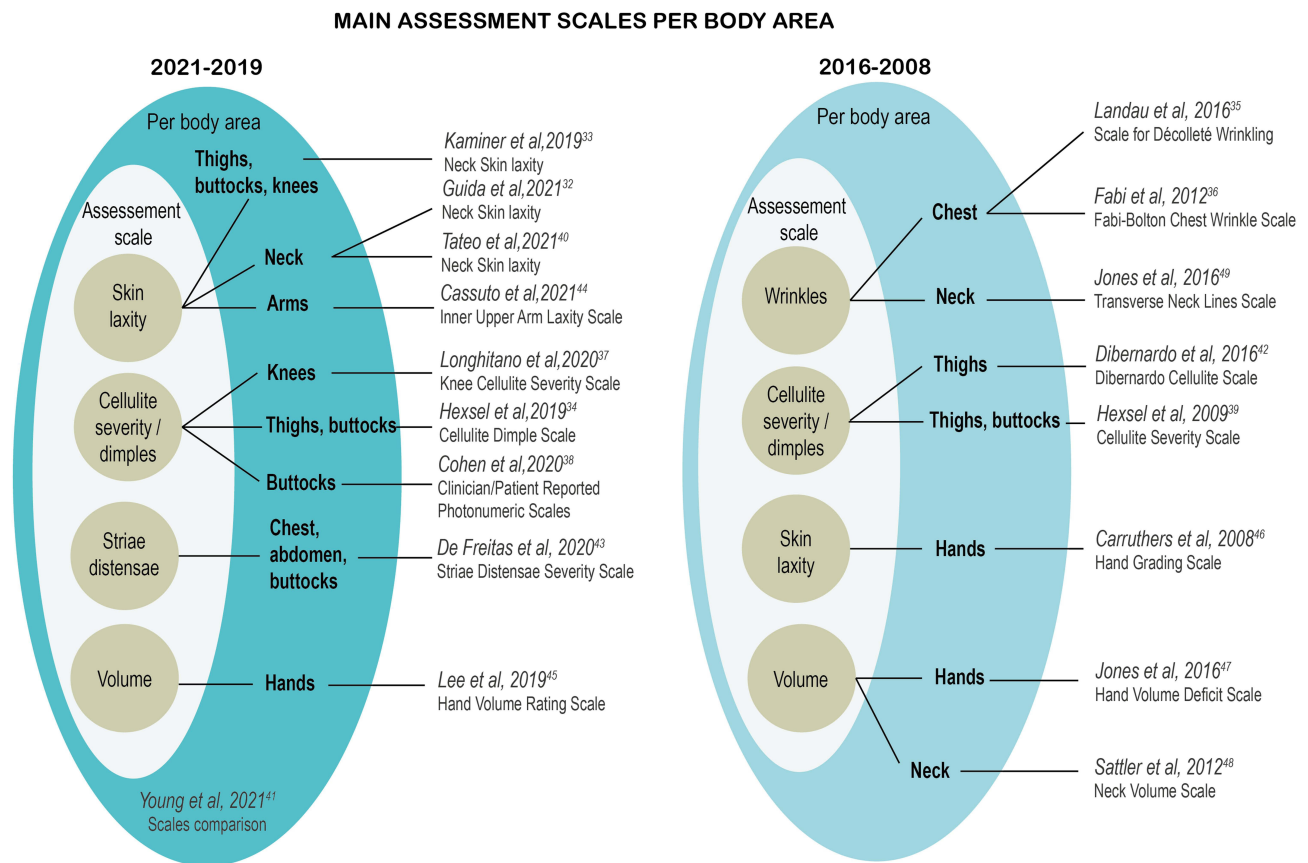 MAIN ASSESSMENT SCALES PER BODY AREA
2021-2019
Per body area
Assessement
scale
Skin
laxity
Thighs,
buttocks, knees
Kaminer et al,2019³³
Neck Skin laxity
Neck
Guida et al,2021³²
Neck Skin laxity
Tateo et al,2021⁴⁰
Neck Skin laxity
Arms
Cassuto et al,2021⁴⁴
Inner Upper Arm Laxity Scale
Cellulite
severity /
dimples
Knees
Longhitano et al,2020³⁷
Knee Cellulite Severity Scale
Thighs, buttocks
Hexsel et al,2019³⁴
Cellulite Dimple Scale
Buttocks
Cohen et al,2020³⁸
Clinician/Patient Reported
Photonumeric Scales
Striae
distensae
Chest,
abdomen,
buttocks
De Freitas et al, 2020⁴³
Striae Distensae Severity Scale
Volume
Hands
Lee et al, 2019⁴⁵
Hand Volume Rating Scale
Young et al, 2021⁴¹
Scales comparison
2016-2008
Per body area
Assessement
scale
Wrinkles
Chest
Landau et al, 2016³⁵
Scale for Décolleté Wrinkling
Fabi et al, 2012³⁶
Fabi-Bolton Chest Wrinkle Scale
Neck
Jones et al, 2016⁴⁹
Transverse Neck Lines Scale
Cellulite
severity /
dimples
Thighs
Dibernardo et al, 2016⁴²
Dibernardo Cellulite Scale
Thighs, buttocks
Hexsel et al, 2009³⁹
Cellulite Severity Scale
Skin
laxity
Hands
Carruthers et al, 2008⁴⁶
Hand Grading Scale
Volume
Hands
Jones et al, 2016⁴⁷
Hand Volume Deficit Scale
Neck
Sattler et al, 2012⁴⁸
Neck Volume Scale